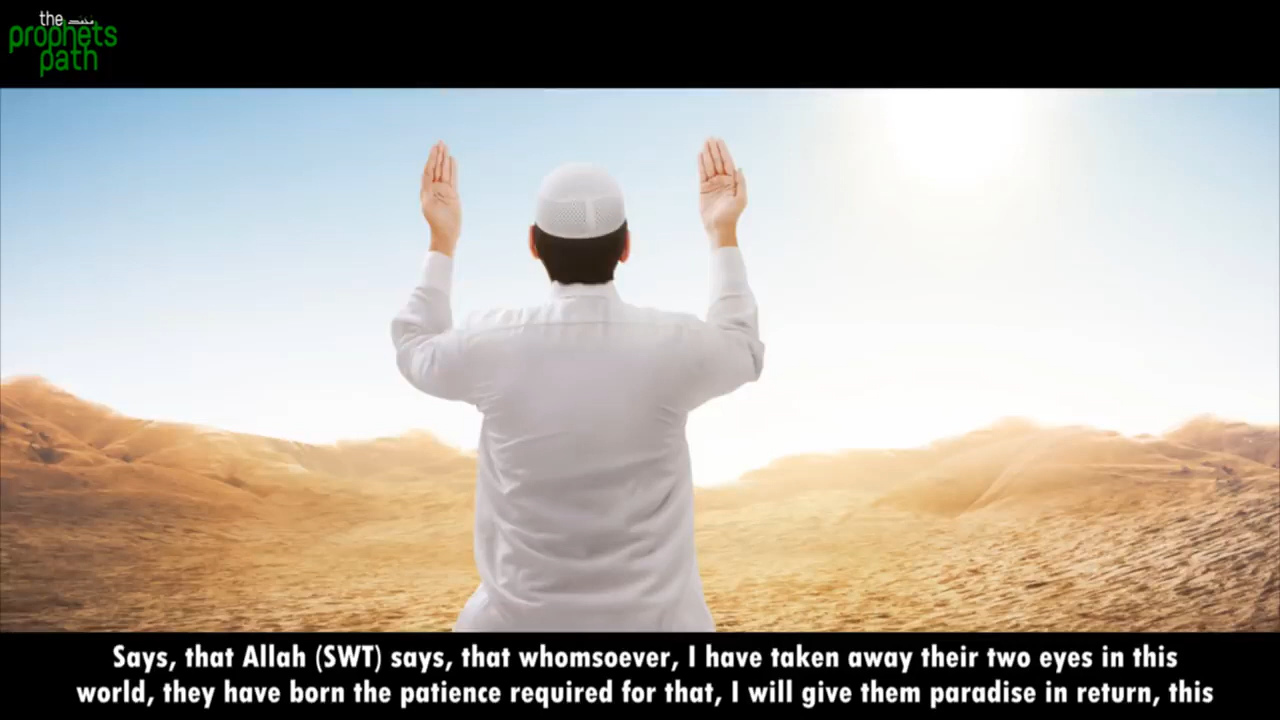 the
prophets
path
Says, that Allah (SWT) says, that whomsoever, I have taken away their two eyes in this
world, they have born the patience required for that, I will give them paradise in return, this